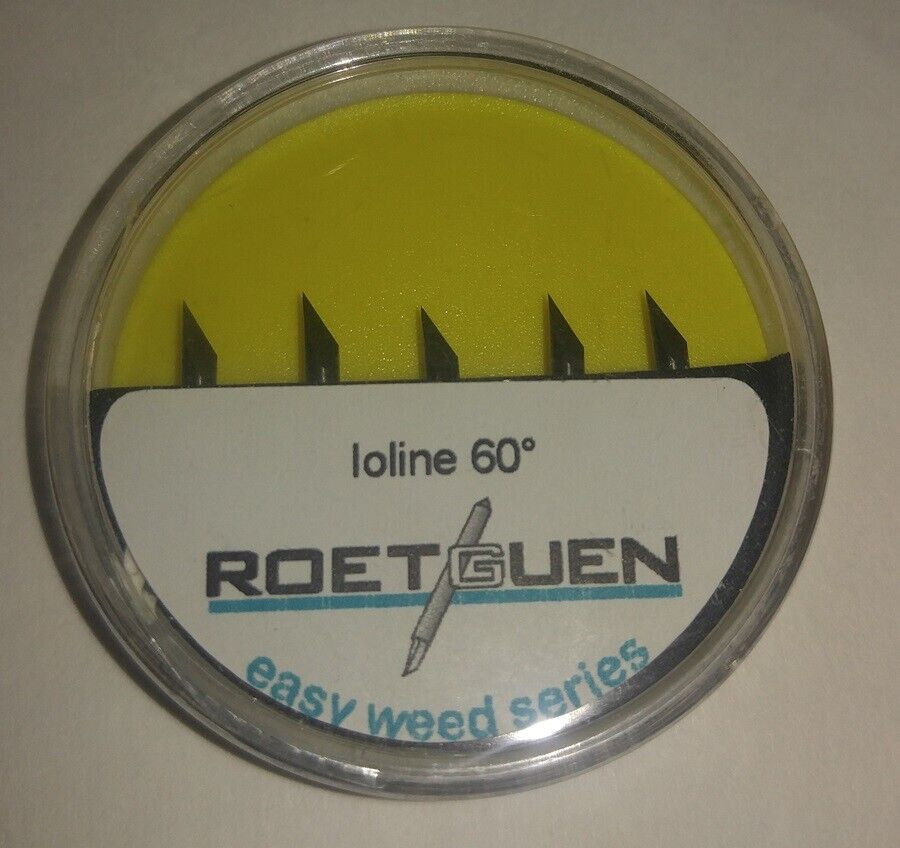 Ioline 60°
ROETGUEN
easy weed series